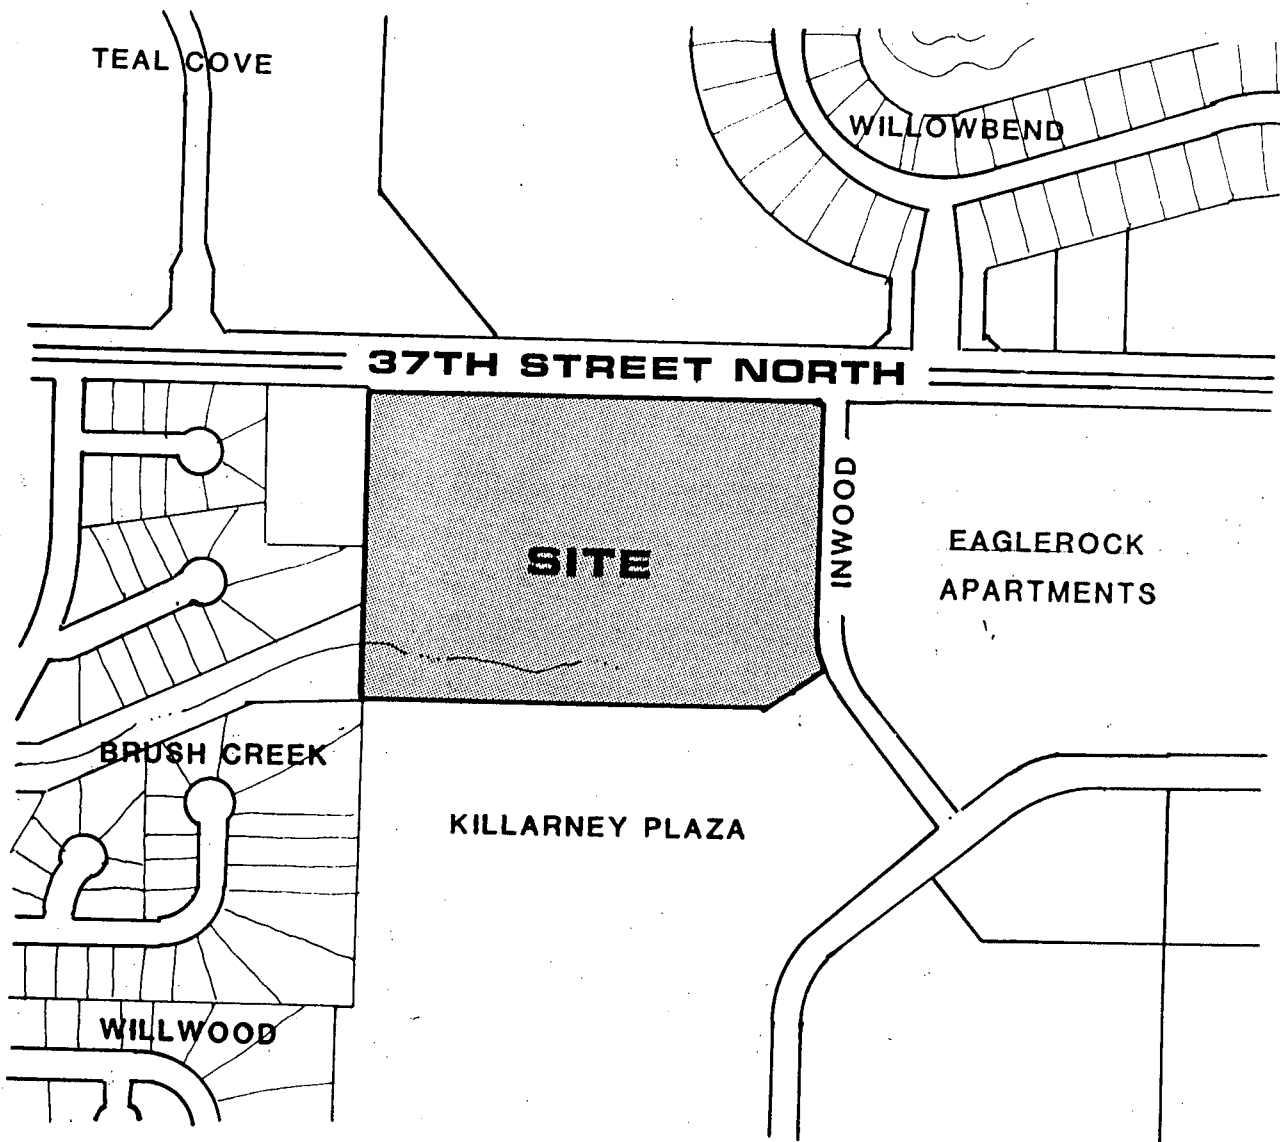 TEAL COVE
WILLOWBEND
37TH STREET NORTH
INWOOD
SITE
EAGLEROCK
APARTMENTS
BRUSH CREEK
KILLARNEY PLAZA
WILLWOOD